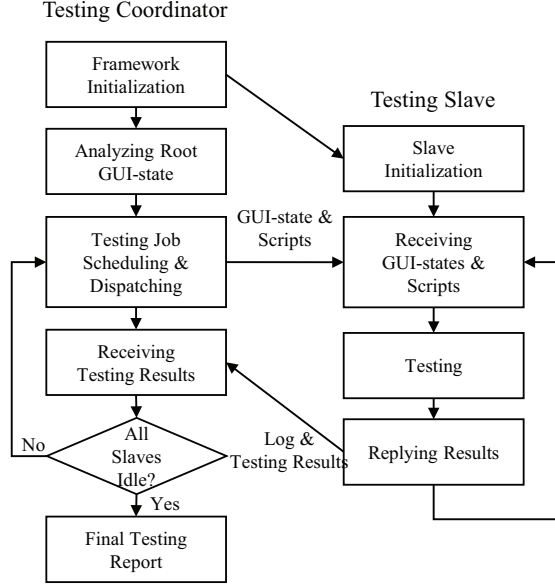 Testing Coordinator
Framework
Initialization
Testing Slave
Analyzing Root
GUI-state
Slave
Initialization
Testing Job
Scheduling &
Dispatching
GUI-state &
Scripts
Receiving
GUI-states &
Scripts
Receiving
Testing Results
Testing
No
All
Slaves
Idle?
Log &
Testing Results
Replying Results
Yes
Final Testing
Report